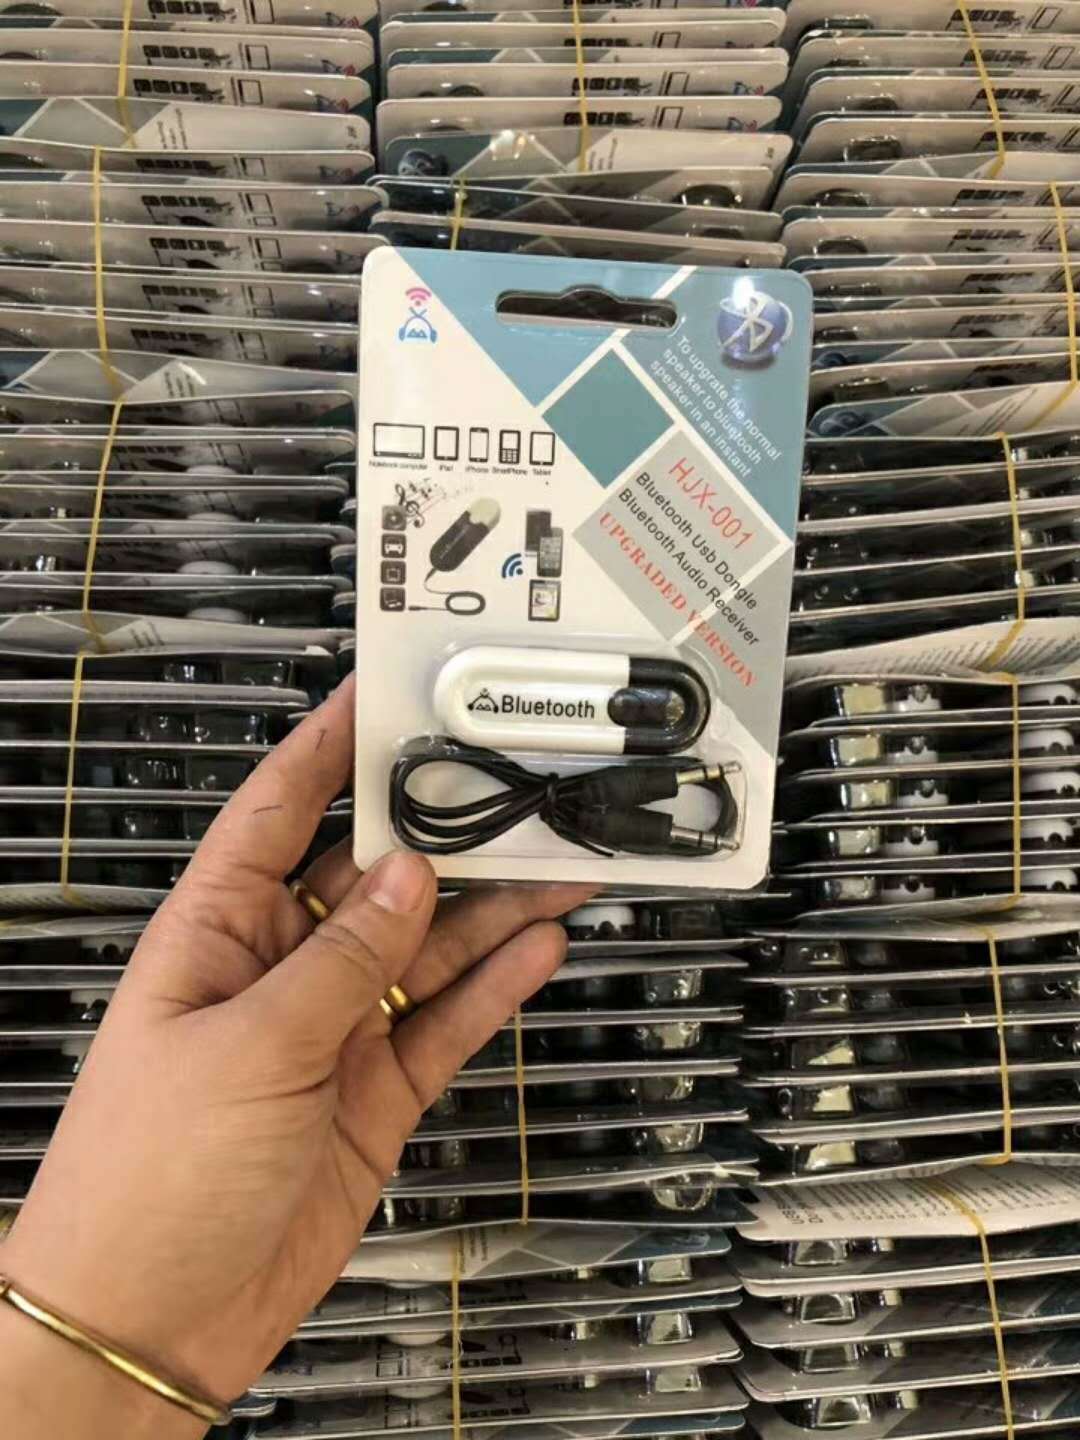 To upgrate the normal
speaker to bluetooth
speaker in an instant
Notebook computer iPad iPhone SmartPhone Tablet
HJX-001
Bluetooth Usb Dongle
Bluetooth Audio Receiver
UPGRADED VERSION
Bluetooth